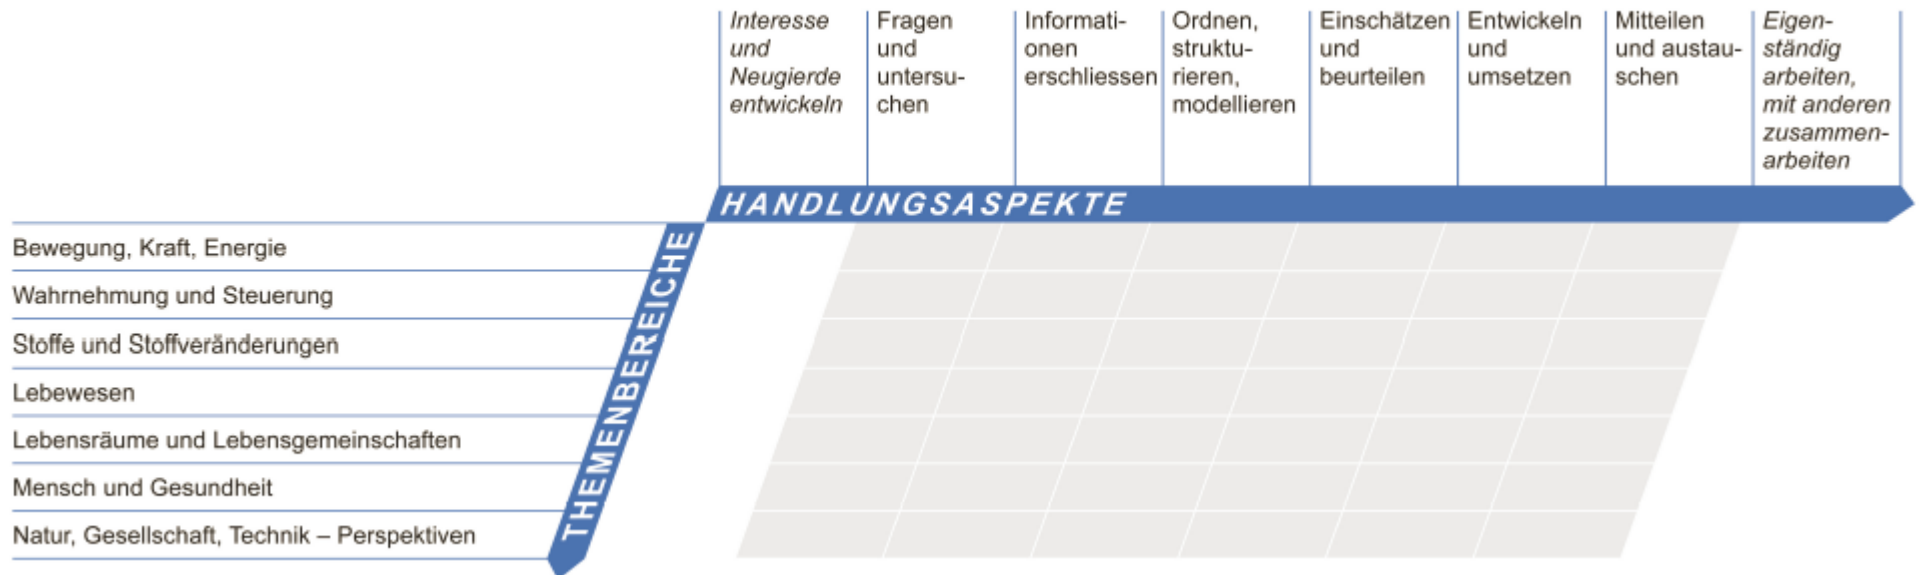 Interesse
und
Neugierde
entwickeln
Fragen
und
untersu-
chen
Informati-
onen
erschliessen
Ordnen,
struktu-
rieren,
modellieren
Einschätzen
und
beurteilen
Entwickeln
und
umsetzen
Mitteilen
und austau-
schen
Eigen-
ständig
arbeiten,
mit anderen
zusammen-
arbeiten
HANDLUNGSASPEKTE
THEMENBEREICHE
Bewegung, Kraft, Energie
Wahrnehmung und Steuerung
Stoffe und Stoffveränderungen
Lebewesen
Lebensräume und Lebensgemeinschaften
Mensch und Gesundheit
Natur, Gesellschaft, Technik – Perspektiven